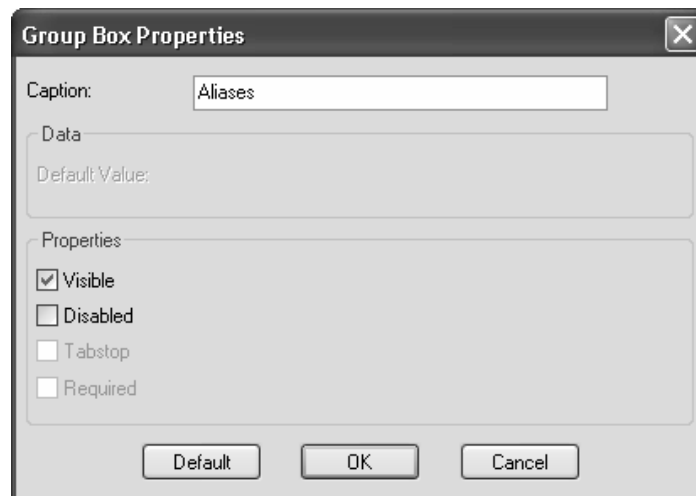 Group Box Properties
Caption: Aliases
Data
Default Value:
Properties
Visible
Disabled
Tabstop
Required
Default OK Cancel